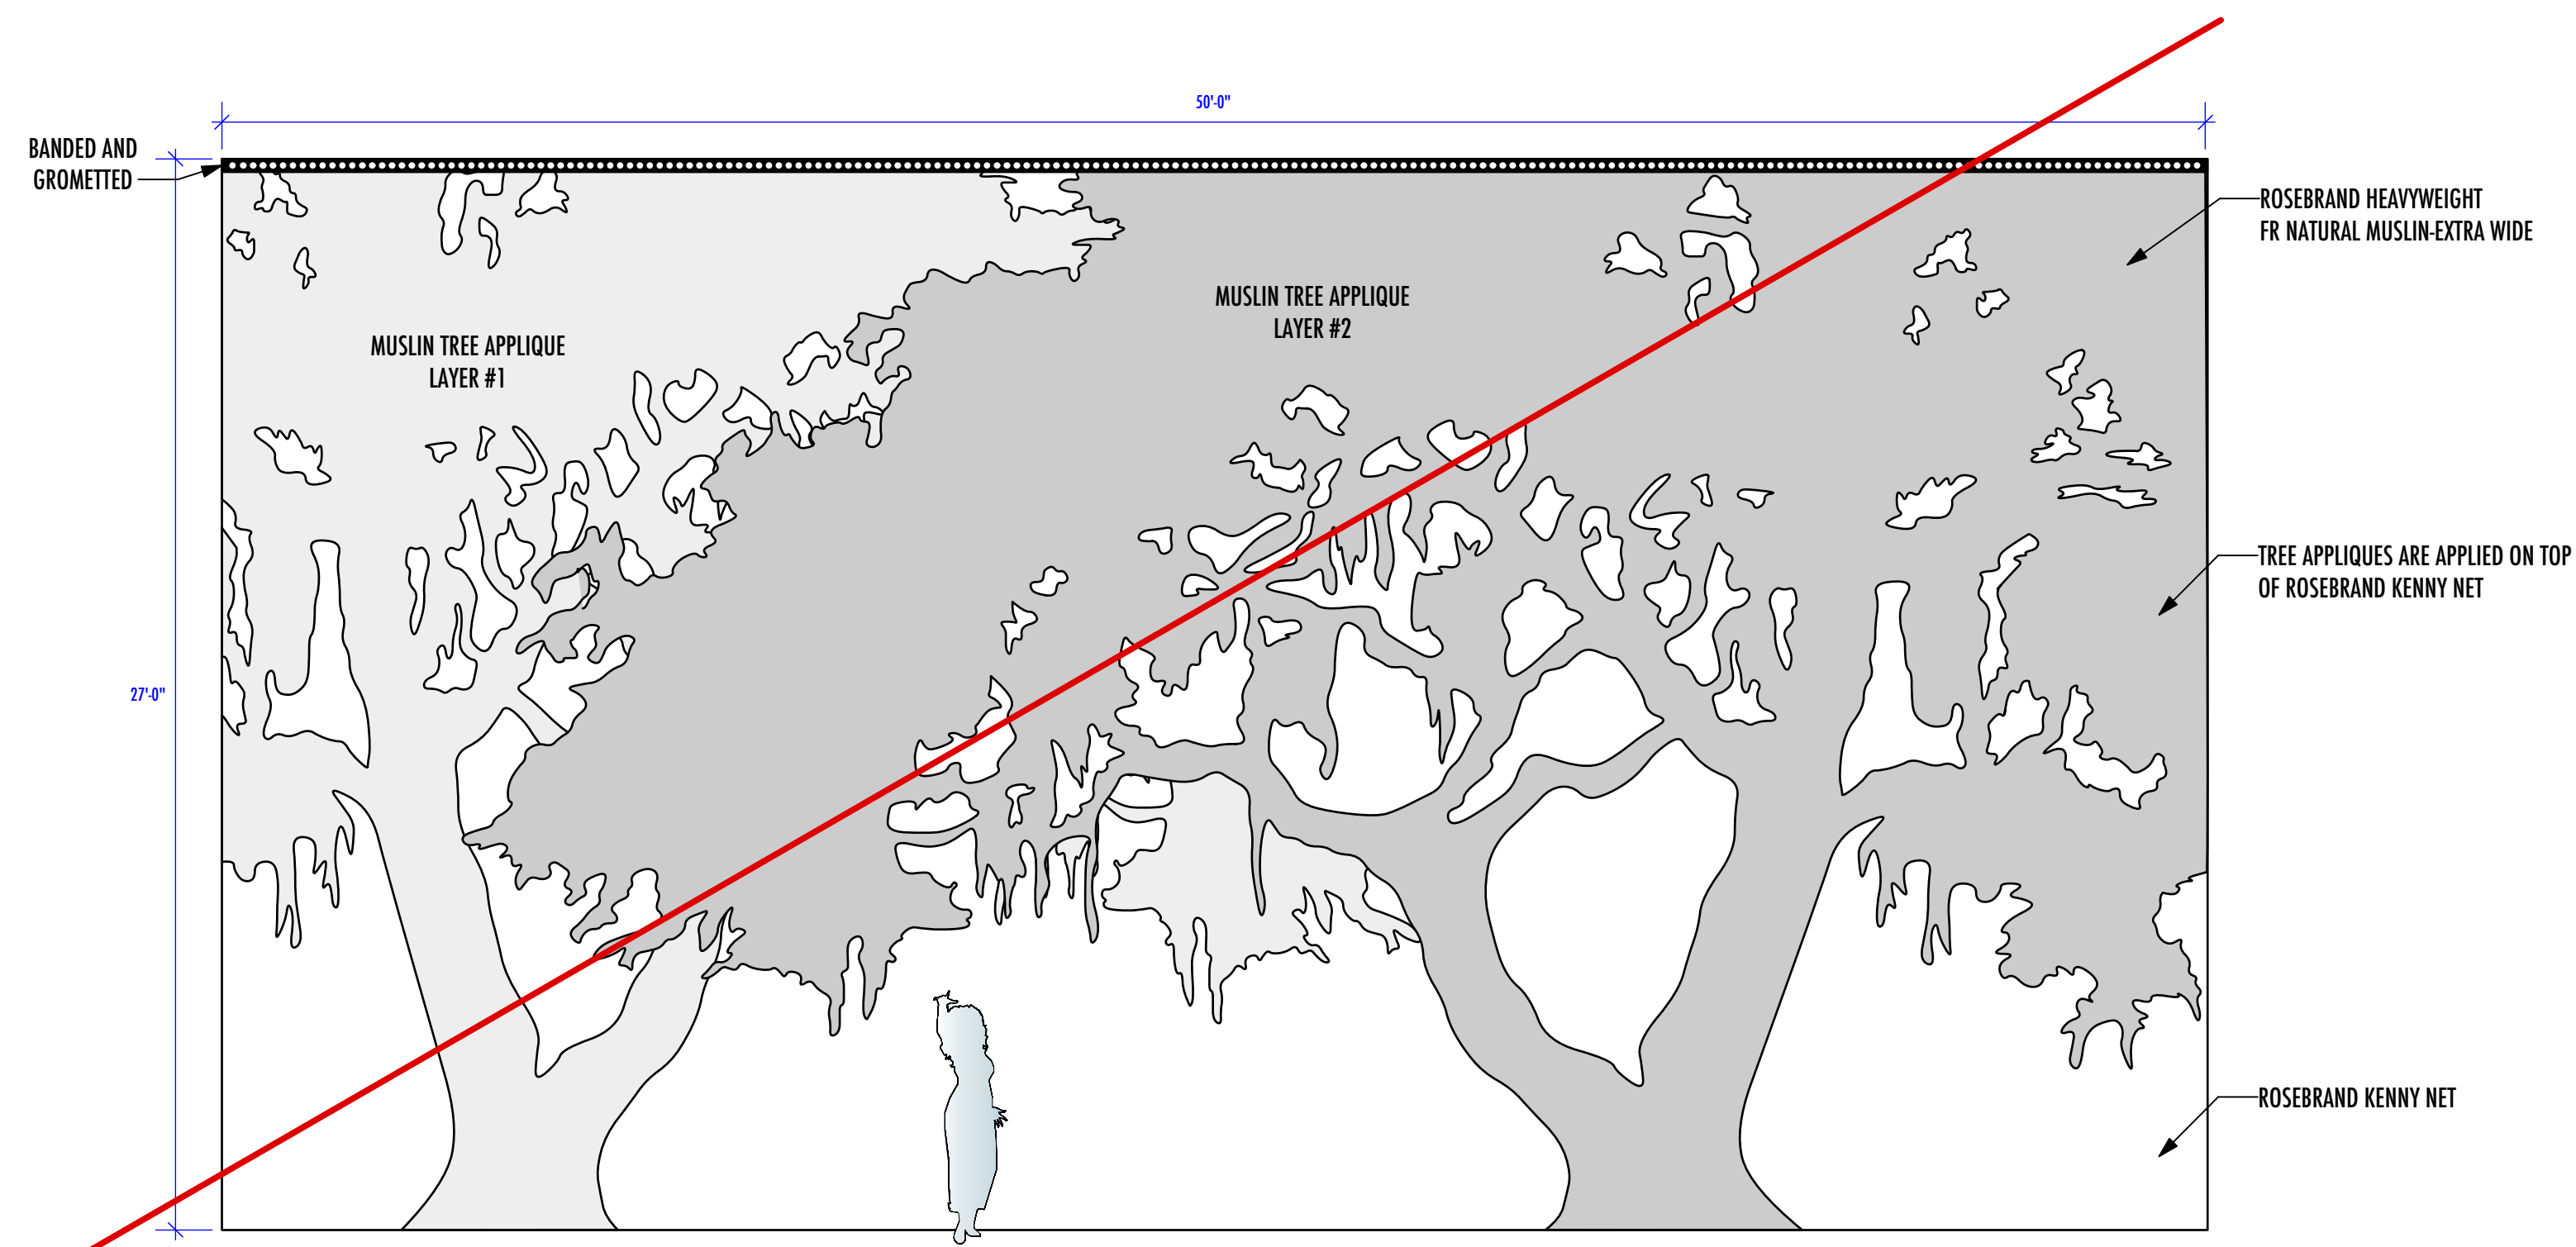 50'-0"
BANDED AND
GROMETTED
ROSEBRAND HEAVYWEIGHT
FR NATURAL MUSLIN-EXTRA WIDE
MUSLIN TREE APPLIQUE
LAYER #2
MUSLIN TREE APPLIQUE
LAYER #1
TREE APPLIQUES ARE APPLIED ON TOP
OF ROSEBRAND KENNY NET
27'-0"
ROSEBRAND KENNY NET